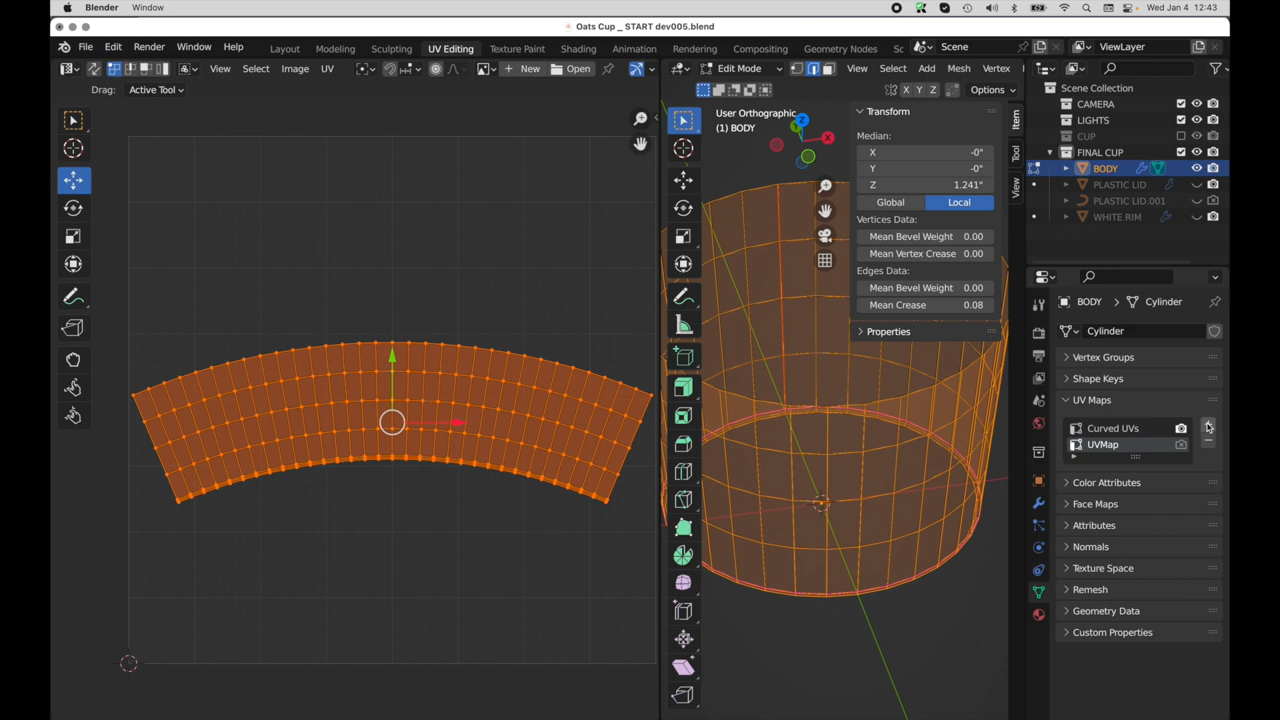 Blender Window Wed Jan 4 12:43
Oats Cup _ START dev005.blend
File Edit Render Window Help Layout Modeling Sculpting UV Editing Texture Paint Shading Animation Rendering Compositing Geometry Nodes Sc Scene ViewLayer
View Select Image UV New Open Edit Mode View Select Add Mesh Vertex
Drag: Active Tool
X Y Z Options
Scene Collection
CAMERA
LIGHTS
CUP
FINAL CUP
BODY
PLASTIC LID
PLASTIC LID.001
WHITE RIM
User Orthographic
(1) BODY
Z
Y
X
Transform
Median:
X -0"
Y -0"
Z 1.241"
Global Local
Vertices Data:
Mean Bevel Weight 0.00
Mean Vertex Crease 0.00
Edges Data:
Mean Bevel Weight 0.00
Mean Crease 0.08
Properties
Item
Tool
View
BODY Cylinder
Cylinder
Vertex Groups
Shape Keys
UV Maps
Curved UVs
UVMap
Color Attributes
Face Maps
Attributes
Normals
Texture Space
Remesh
Geometry Data
Custom Properties